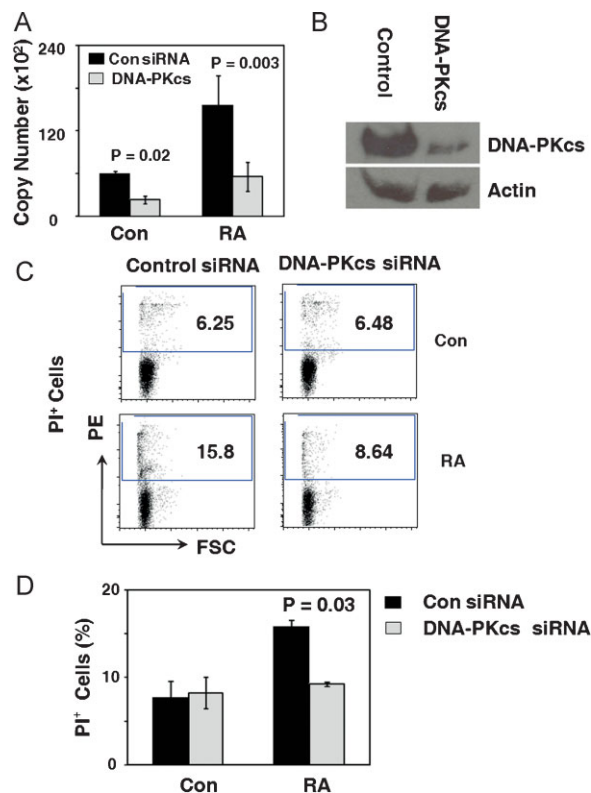 A
Copy Number (x10²)
240
120
0
Con siRNA
DNA-PKcs
P = 0.02
P = 0.003
Con
RA
B
Control
DNA-PKcs
DNA-PKcs
Actin
C
Control siRNA
DNA-PKcs siRNA
6.25
6.48
Con
15.8
8.64
RA
PI⁺ Cells
PE
FSC
D
PI⁺ Cells (%)
20
10
0
P = 0.03
Con siRNA
DNA-PKcs siRNA
Con
RA